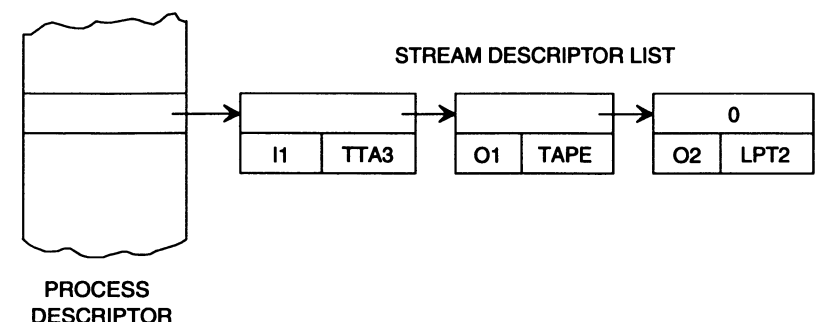 STREAM DESCRIPTOR LIST
0
I1 TTA3 O1 TAPE O2 LPT2
PROCESS
DESCRIPTOR